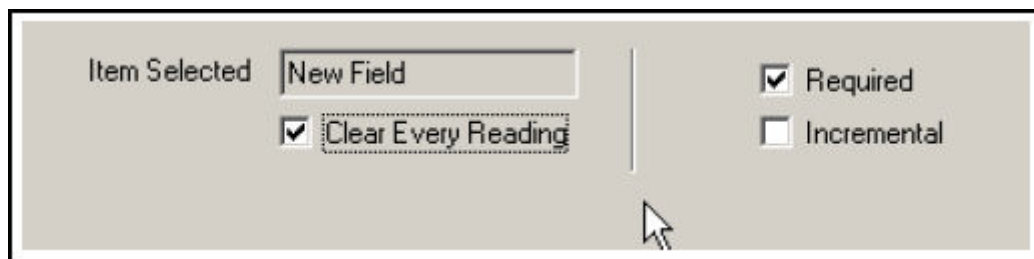 Item Selected New Field
Clear Every Reading
Required
Incremental